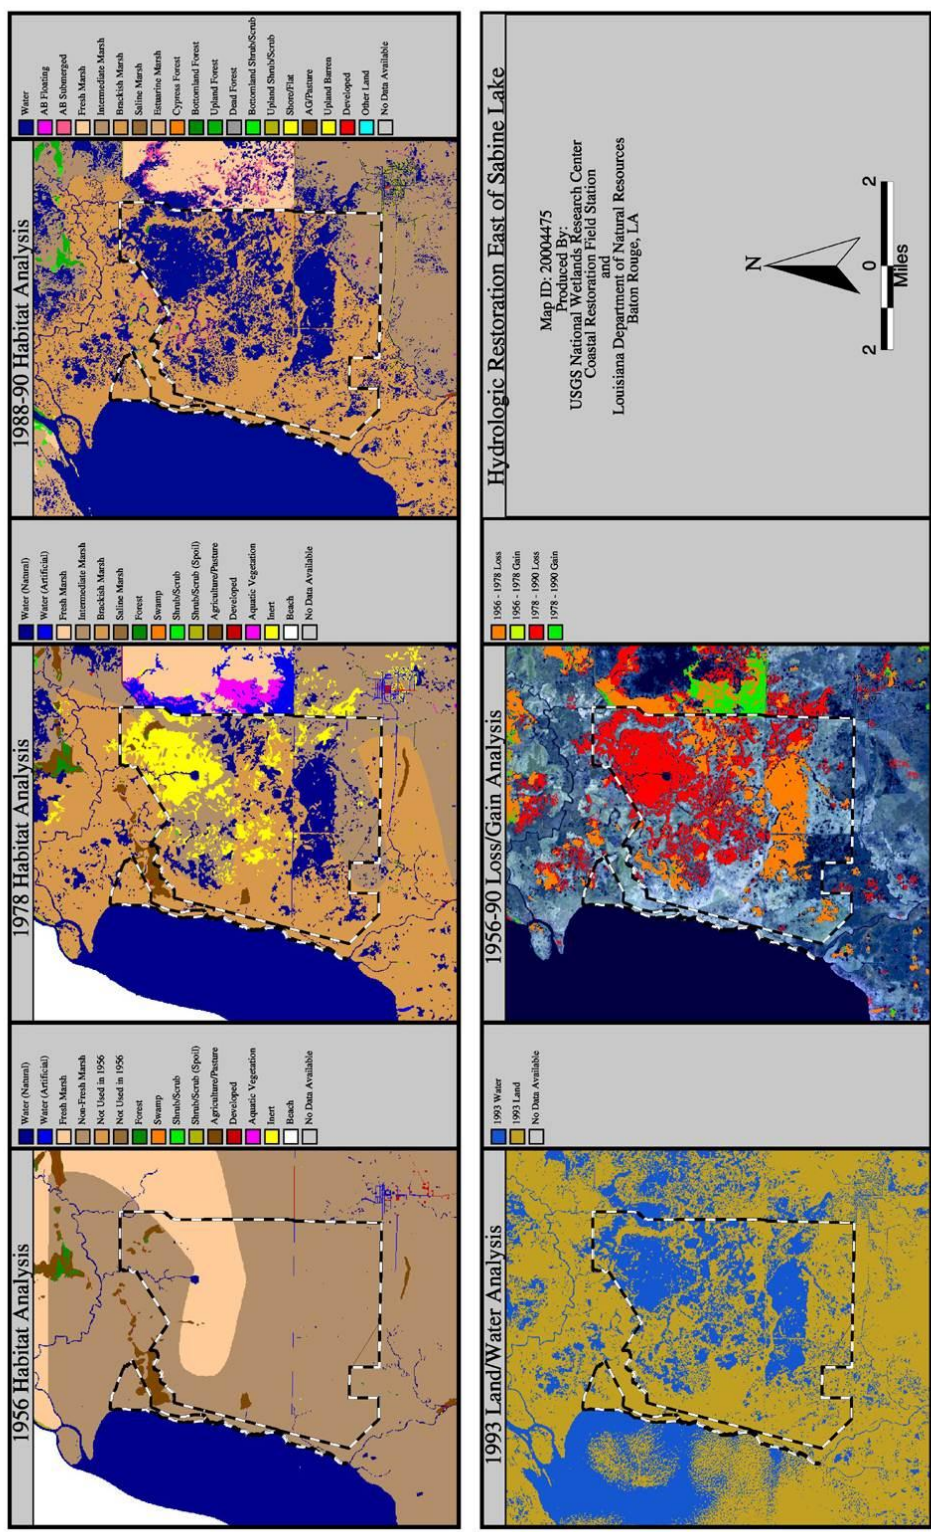 1956 Habitat Analysis
Water (Natural)
Water (Artificial)
Fresh Marsh
Non-Fresh Marsh
Not Used in 1956
Not Used in 1956
Forest
Swamp
Shrub/Scrub
Shrub/Scrub (Spoil)
Agriculture/Pasture
Developed
Aquatic Vegetation
Inert
Beach
No Data Available
1978 Habitat Analysis
Water (Natural)
Water (Artificial)
Fresh Marsh
Intermediate Marsh
Brackish Marsh
Saline Marsh
Forest
Swamp
Shrub/Scrub
Shrub/Scrub (Spoil)
Agriculture/Pasture
Developed
Aquatic Vegetation
Inert
Beach
No Data Available
1988-90 Habitat Analysis
Water
AB Floating
AB Submerged
Fresh Marsh
Intermediate Marsh
Brackish Marsh
Saline Marsh
Estuarine Marsh
Cypress Forest
Bottomland Forest
Upland Forest
Dead Forest
Bottomland Shrub/Scrub
Upland Shrub/Scrub
Shore/Flat
AG/Pasture
Upland Barren
Developed
Other Land
No Data Available
1993 Land/Water Analysis
1993 Water
1993 Land
No Data Available
1956-90 Loss/Gain Analysis
1956 - 1978 Loss
1956 - 1978 Gain
1978 - 1990 Loss
1978 - 1990 Gain
Hydrologic Restoration East of Sabine Lake
Map ID: 20004475
Produced By:
USGS National Wetlands Research Center
Coastal Restoration Field Station
and
Louisiana Department of Natural Resources
Baton Rouge, LA
N
2 0 2
Miles